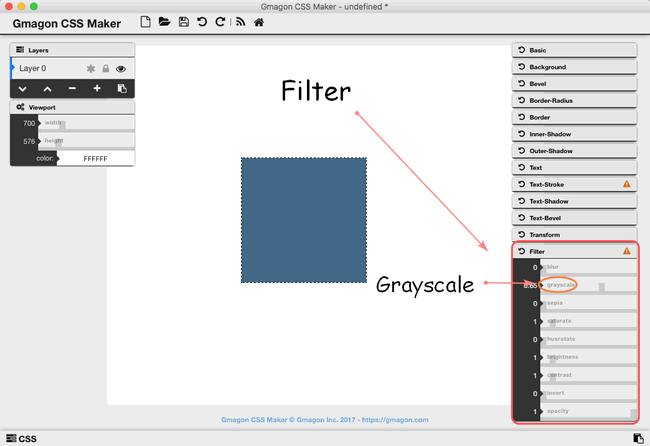 Gmagon CSS Maker - undefined *
Gmagon CSS Maker
Layers
Layer 0
Viewport
700 width
576 height
color: FFFFFF
Filter
Grayscale
Basic
Background
Bevel
Border-Radius
Border
Inner-Shadow
Outer-Shadow
Text
Text-Stroke
Text-Shadow
Text-Bevel
Transform
Filter
0 blur
0.65 grayscale
0 sepia
1 saturate
0 huerotate
1 brightness
1 contrast
0 invert
1 opacity
Gmagon CSS Maker © Gmagon Inc. 2017 - https://gmagon.com
CSS